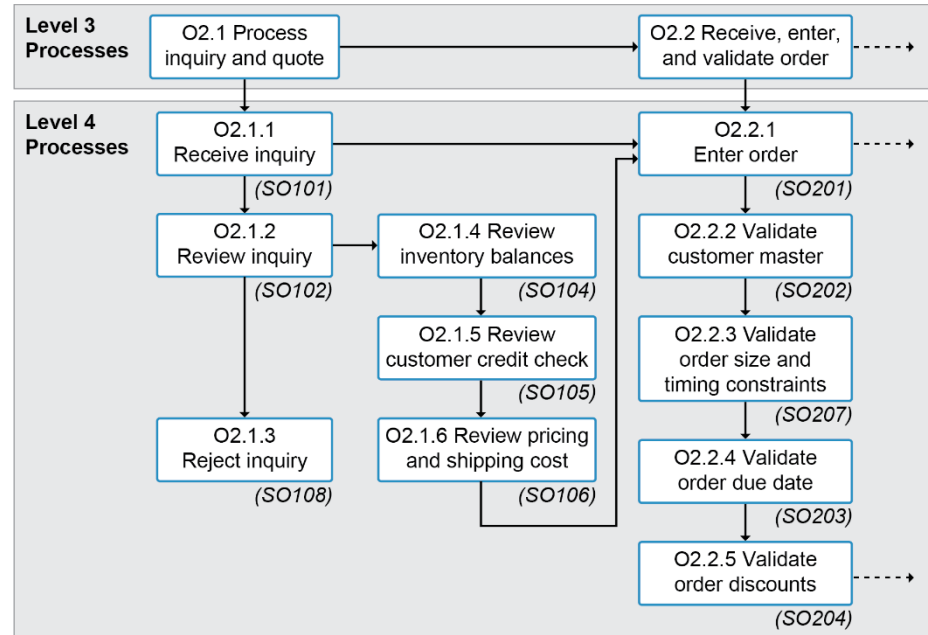 Level 3
Processes
O2.1 Process
inquiry and quote
O2.2 Receive, enter,
and validate order
Level 4
Processes
O2.1.1
Receive inquiry
(SO101)
O2.2.1
Enter order
(SO201)
O2.1.2
Review inquiry
(SO102)
O2.1.4 Review
inventory balances
(SO104)
O2.2.2 Validate
customer master
(SO202)
O2.1.5 Review
customer credit check
(SO105)
O2.2.3 Validate
order size and
timing constraints
(SO207)
O2.1.3
Reject inquiry
(SO108)
O2.1.6 Review pricing
and shipping cost
(SO106)
O2.2.4 Validate
order due date
(SO203)
O2.2.5 Validate
order discounts
(SO204)